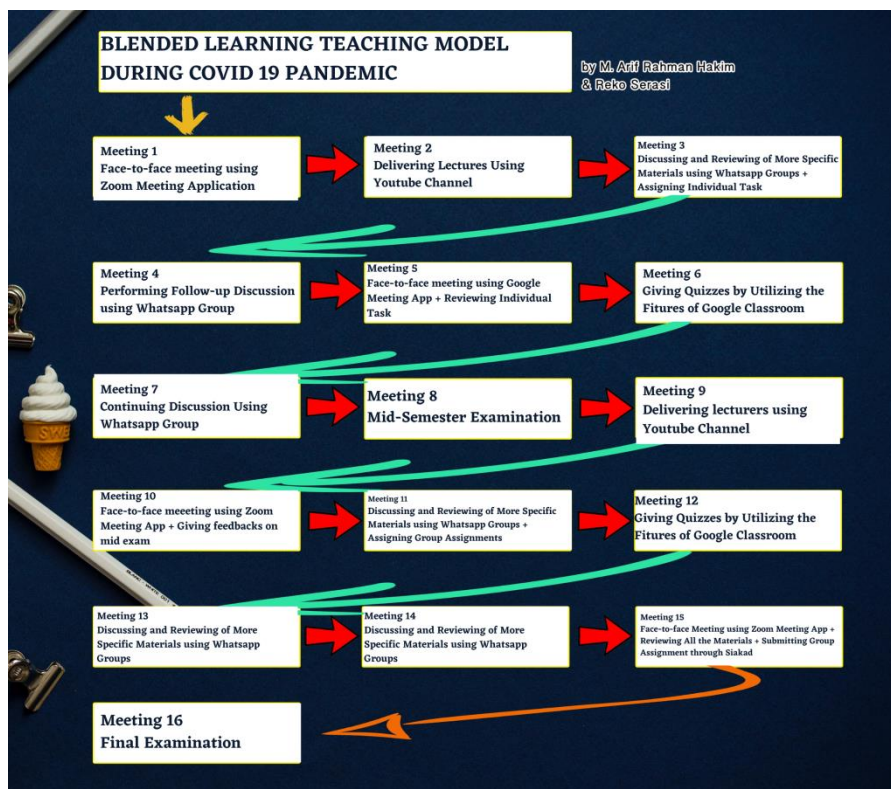 BLENDED LEARNING TEACHING MODEL
DURING COVID 19 PANDEMIC
by M. Arif Rahman Hakim
& Reko Serasi
Meeting 1
Face-to-face meeting using
Zoom Meeting Application
Meeting 2
Delivering Lectures Using
Youtube Channel
Meeting 3
Discussing and Reviewing of More Specific
Materials using Whatsapp Groups +
Assigning Individual Task
Meeting 4
Performing Follow-up Discussion
using Whatsapp Group
Meeting 5
Face-to-face meeting using Google
Meeting App + Reviewing Individual
Task
Meeting 6
Giving Quizzes by Utilizing the
Fitures of Google Classroom
Meeting 7
Continuing Discussion Using
Whatsapp Group
Meeting 8
Mid-Semester Examination
Meeting 9
Delivering lecturers using
Youtube Channel
Meeting 10
Face-to-face meeeting using Zoom
Meeting App + Giving feedbacks on
mid exam
Meeting 11
Discussing and Reviewing of More Specific
Materials using Whatsapp Groups +
Assigning Group Assignments
Meeting 12
Giving Quizzes by Utilizing the
Fitures of Google Classroom
Meeting 13
Discussing and Reviewing of More
Specific Materials using Whatsapp
Groups
Meeting 14
Discussing and Reviewing of More
Specific Materials using Whatsapp
Groups
Meeting 15
Face-to-face Meeting using Zoom Meeting App +
Reviewing All the Materials + Submitting Group
Assignment through Siakad
Meeting 16
Final Examination